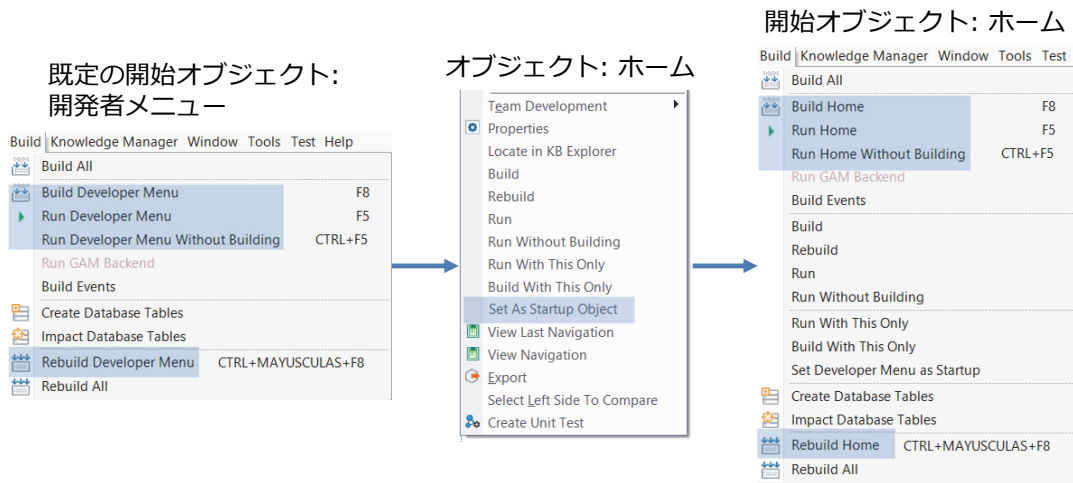 既定の開始オブジェクト:
開発者メニュー
Build Knowledge Manager Window Tools Test Help
Build All
Build Developer Menu F8
Run Developer Menu F5
Run Developer Menu Without Building CTRL+F5
Run GAM Backend
Build Events
Create Database Tables
Impact Database Tables
Rebuild Developer Menu CTRL+MAYUSCULAS+F8
Rebuild All
オブジェクト: ホーム
Team Development
Properties
Locate in KB Explorer
Build
Rebuild
Run
Run Without Building
Run With This Only
Build With This Only
Set As Startup Object
View Last Navigation
View Navigation
Export
Select Left Side To Compare
Create Unit Test
開始オブジェクト: ホーム
Build Knowledge Manager Window Tools Test
Build All
Build Home F8
Run Home F5
Run Home Without Building CTRL+F5
Run GAM Backend
Build Events
Build
Rebuild
Run
Run Without Building
Run With This Only
Build With This Only
Set Developer Menu as Startup
Create Database Tables
Impact Database Tables
Rebuild Home CTRL+MAYUSCULAS+F8
Rebuild All